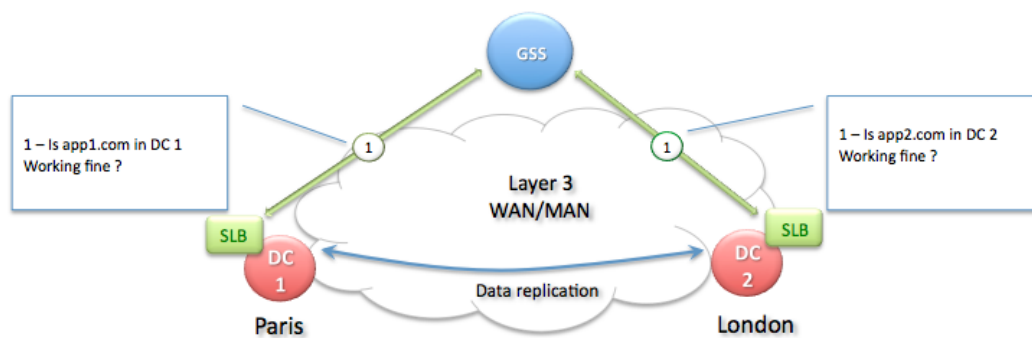 GSS
1 – Is app1.com in DC 1
Working fine ?
1
1
1 – Is app2.com in DC 2
Working fine ?
Layer 3
WAN/MAN
SLB
SLB
DC
1
DC
2
Data replication
Paris
London